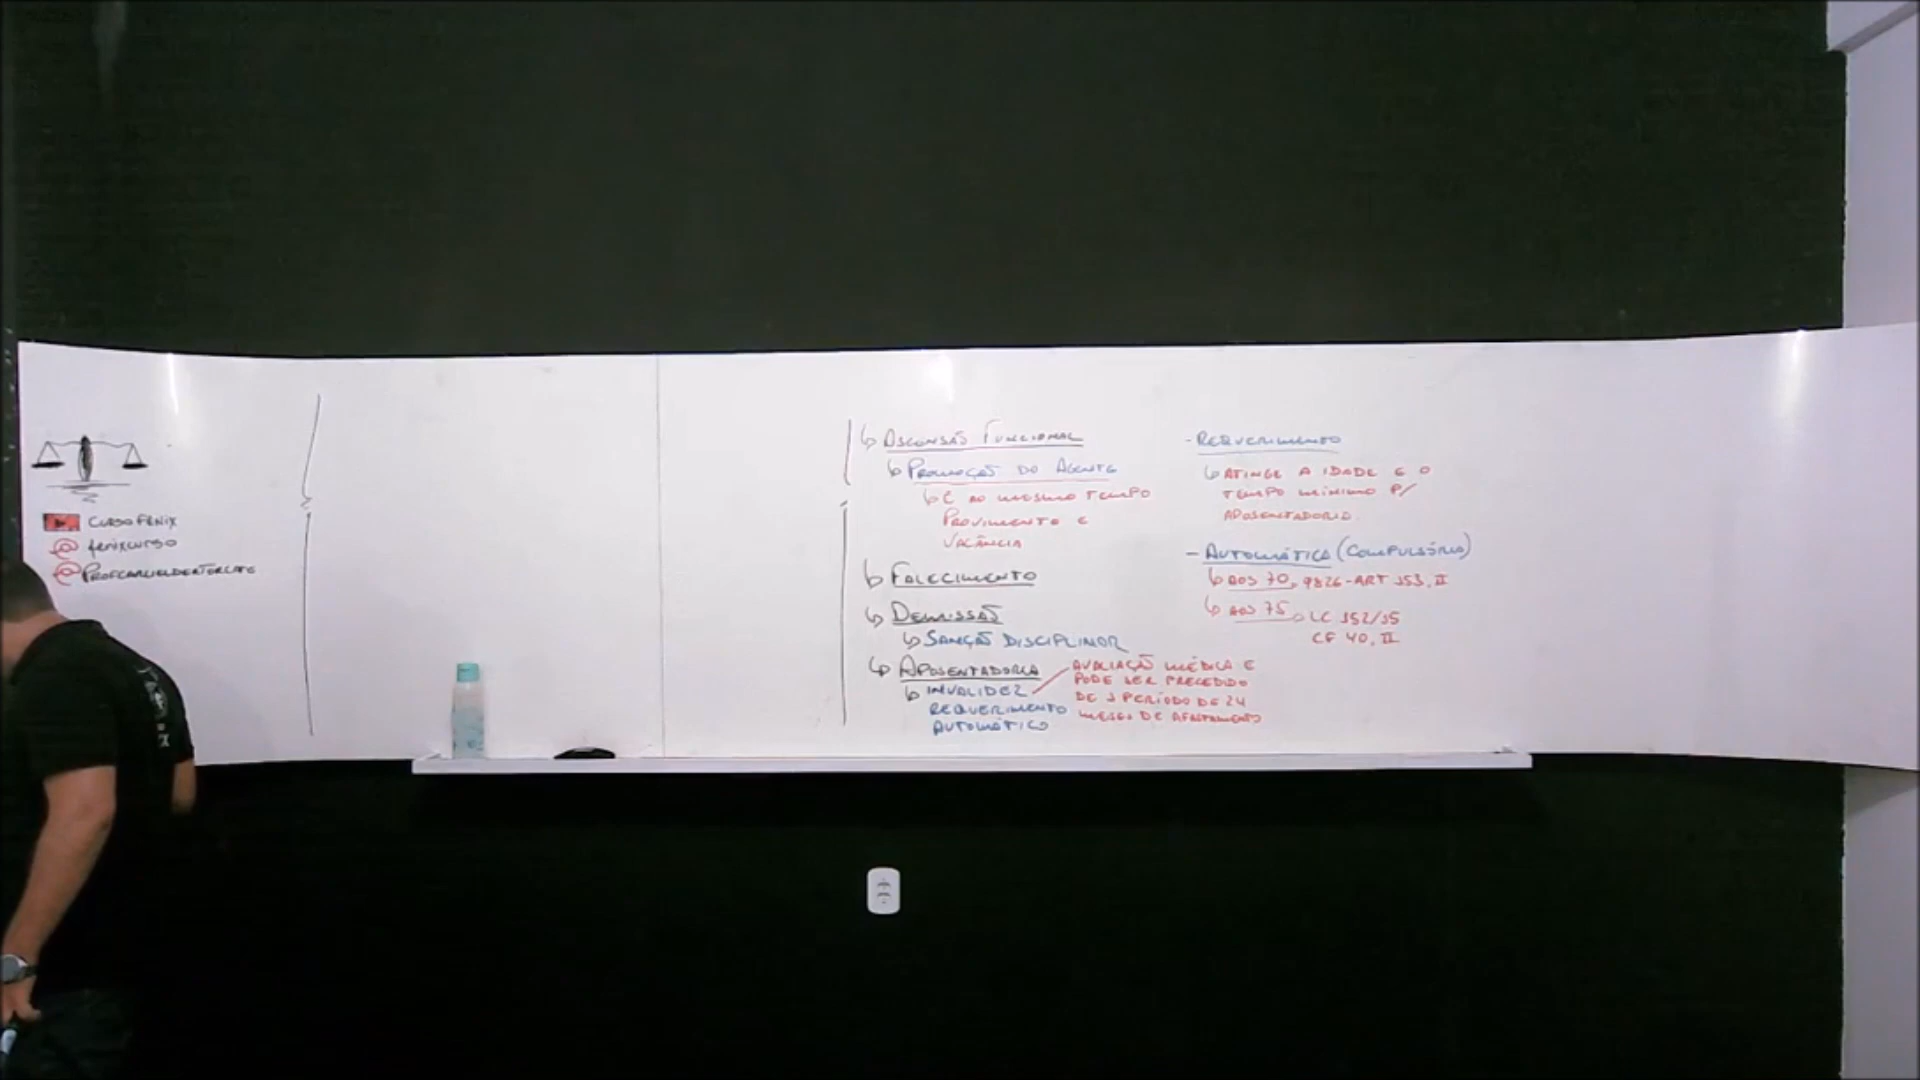 CURSO FÊNIX
@ fenixcurso
↳ ASCENSÃO FUNCIONAL
↳ PROMOÇÃO DO AGENTE
↳ É AO MESMO TEMPO
PROVIMENTO E
VACÂNCIA
↳ FALECIMENTO
↳ DEMISSÃO
↳ SANÇÃO DISCIPLINAR
↳ APOSENTADORIA
↳ INVALIDEZ
REQUERIMENTO
AUTOMÁTICO
AVALIAÇÃO MÉDICA E
PODE SER PRECEDIDO
DE 1 PERÍODO DE 24
MESES DE AFASTAMENTO
- REQUERIMENTO
↳ ATINGE A IDADE E O
TEMPO MÍNIMO P/
APOSENTADORIA.
- AUTOMÁTICA (COMPULSÓRIA)
↳ AOS 70, 9826 - ART 153, II
↳ AOS 75, LC 152/15
CF 40, II